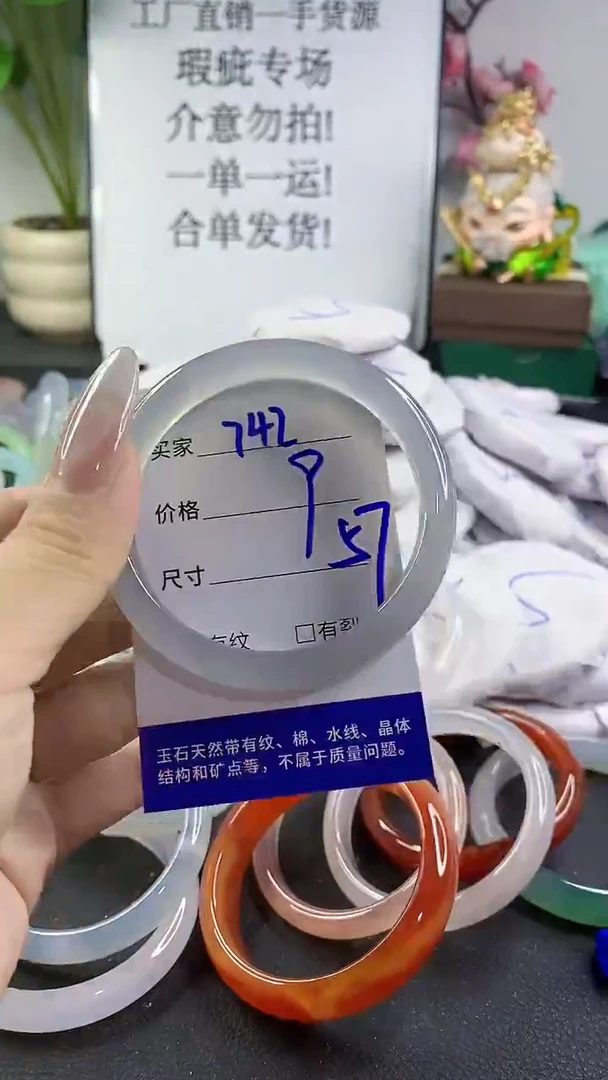 工厂直销一手货源
瑕疵专场
介意勿拍!
一单一运!
合单发货!
买家 742
价格 9
尺寸 57
有纹 □有裂
玉石天然带有纹、棉、水线、晶体
结构和矿点等，不属于质量问题。